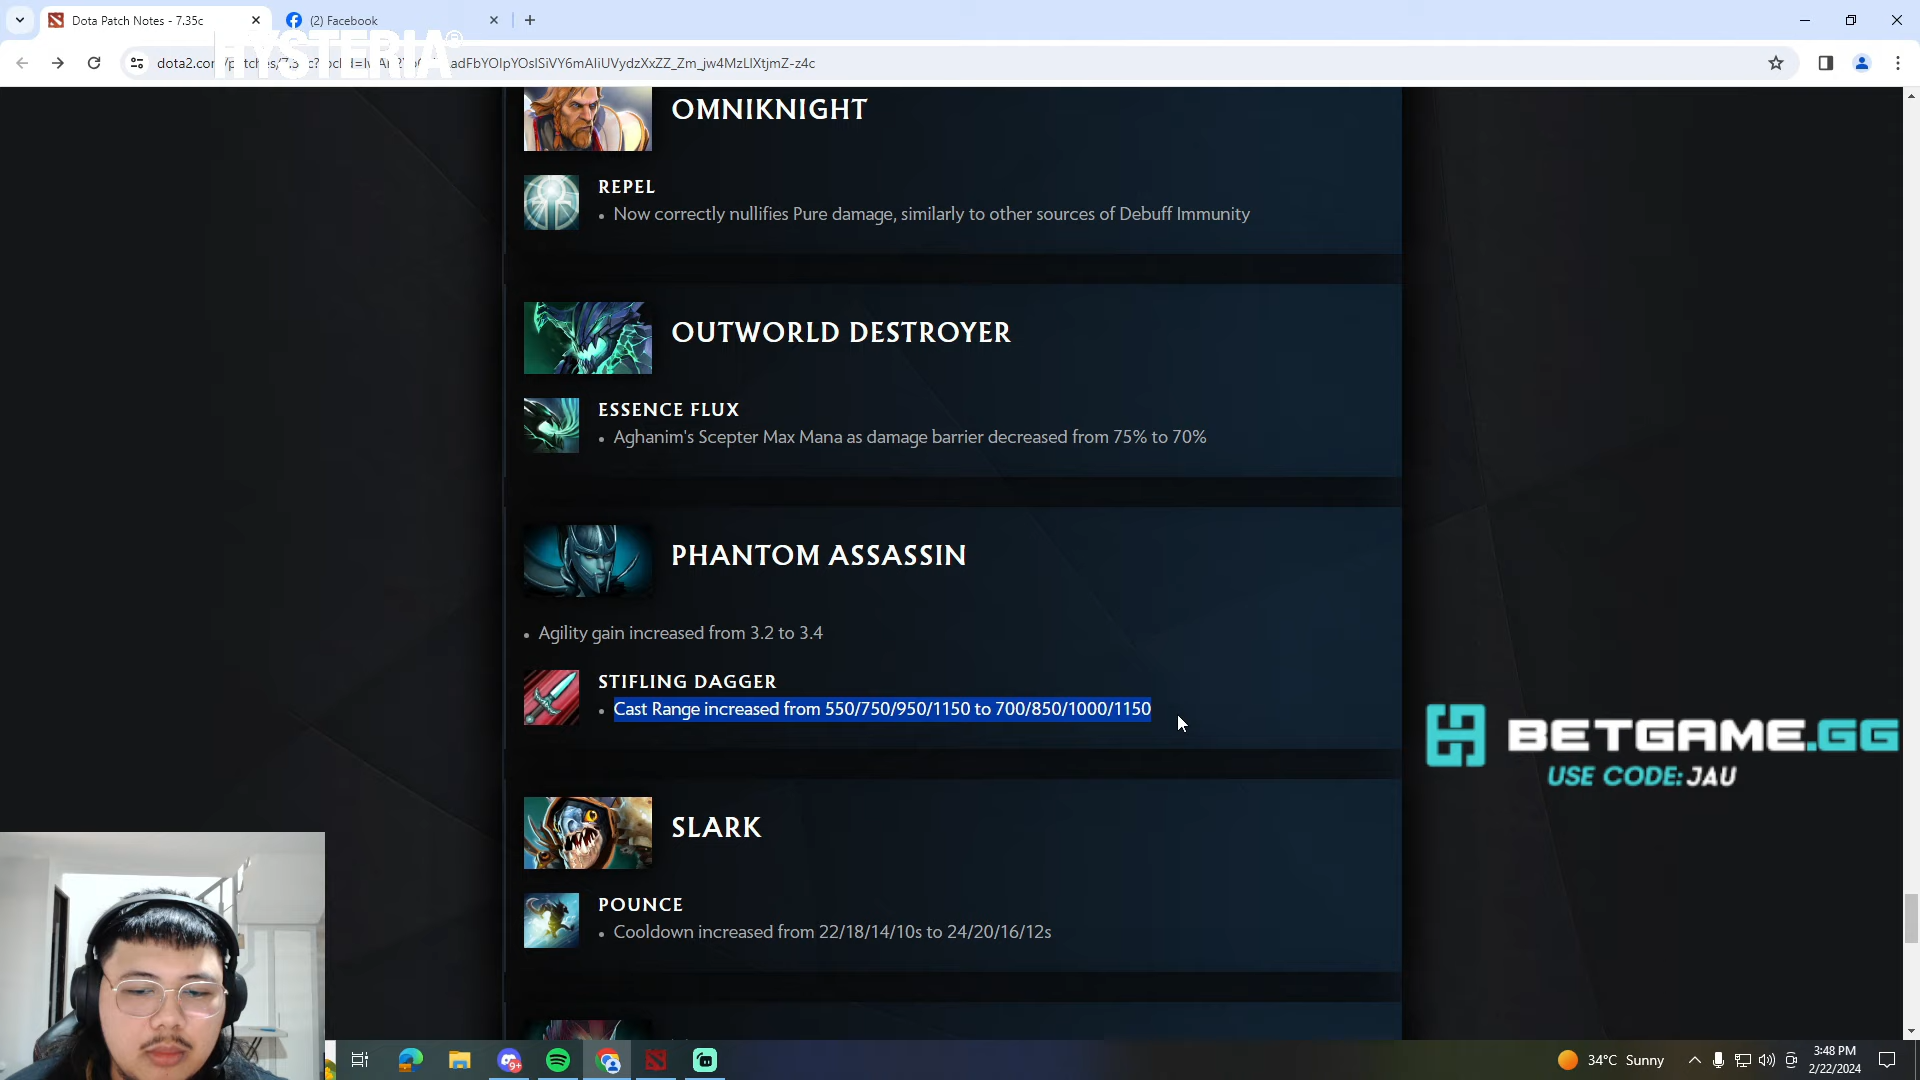 Dota Patch Notes - 7.35c
(2) Facebook
HYSTERIA®
OMNIKNIGHT
REPEL
• Now correctly nullifies Pure damage, similarly to other sources of Debuff Immunity
OUTWORLD DESTROYER
ESSENCE FLUX
• Aghanim's Scepter Max Mana as damage barrier decreased from 75% to 70%
PHANTOM ASSASSIN
• Agility gain increased from 3.2 to 3.4
STIFLING DAGGER
• Cast Range increased from 550/750/950/1150 to 700/850/1000/1150
BETGAME.GG
USE CODE: JAU
SLARK
POUNCE
• Cooldown increased from 22/18/14/10s to 24/20/16/12s
9+
34°C Sunny
3:48 PM
2/22/2024